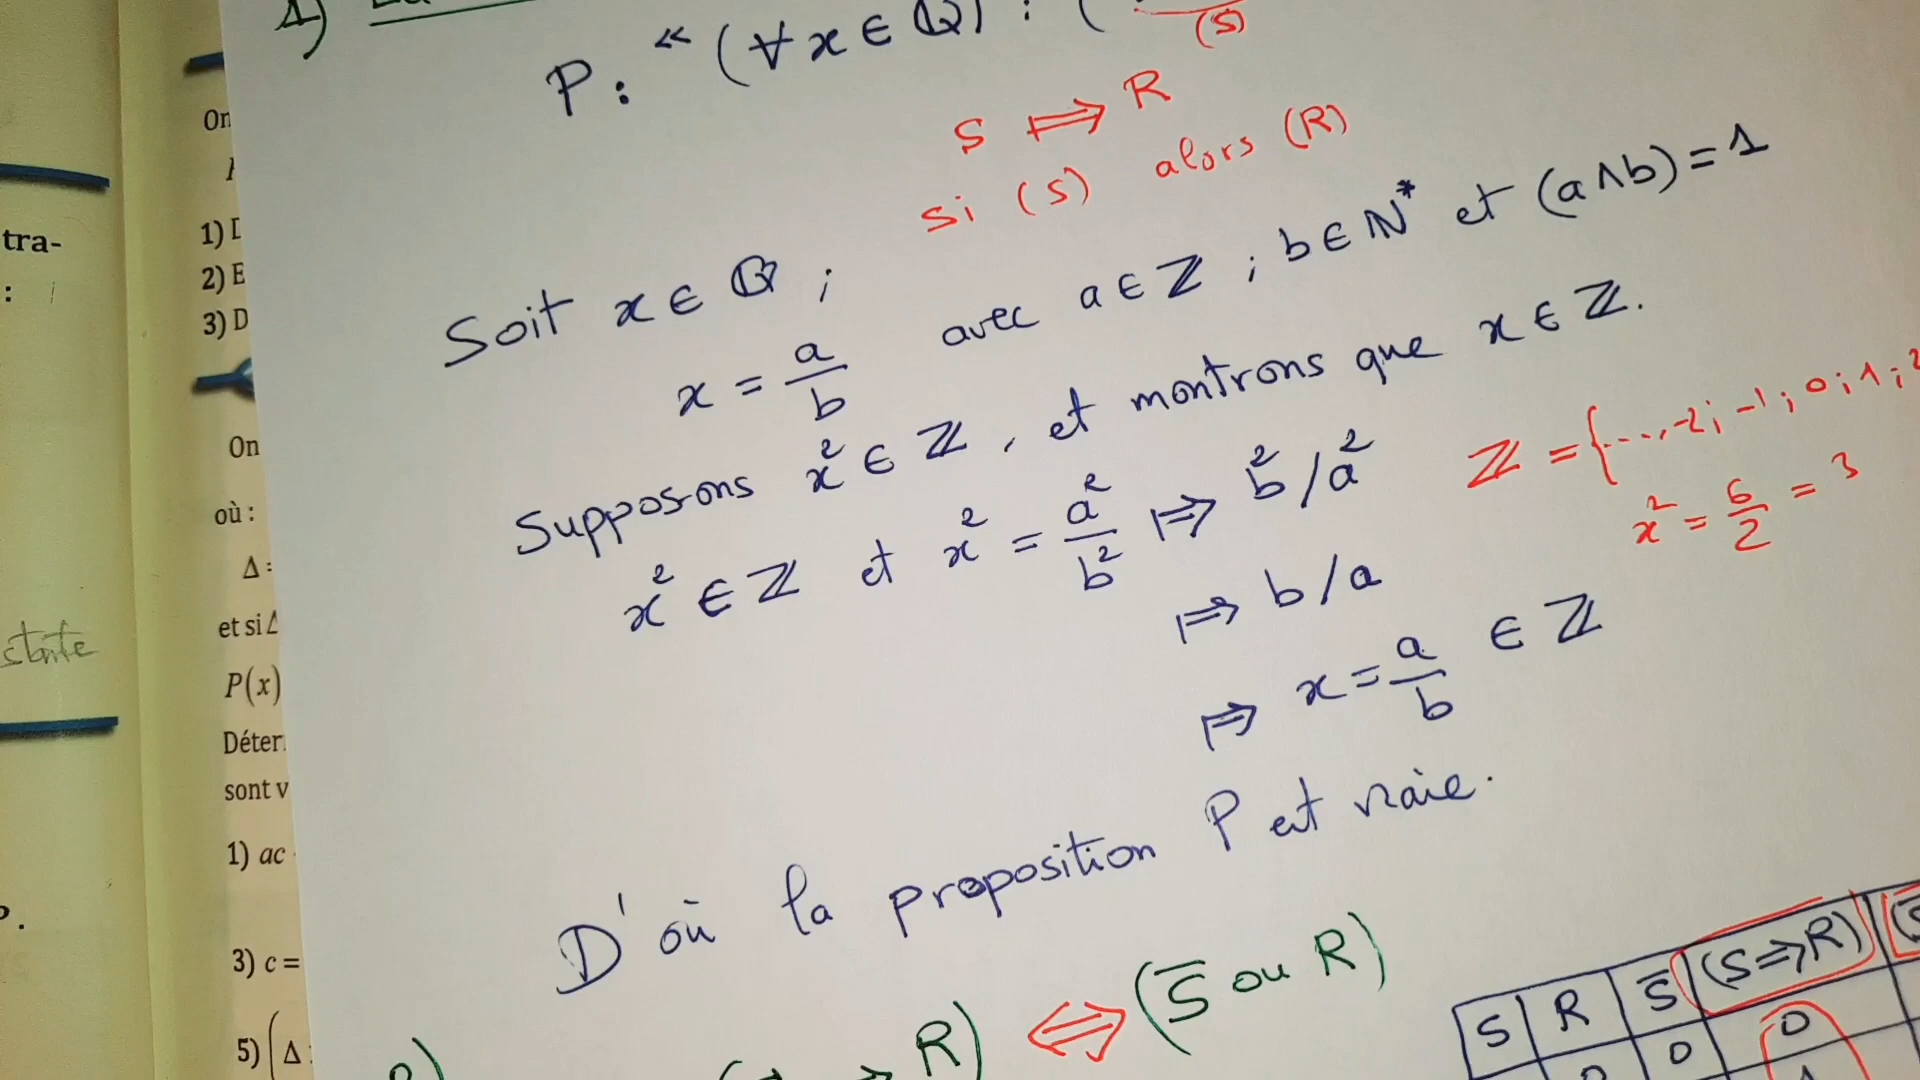 1)
P: « (∀x ∈ Q) : (
(S)
S ⟹ R
Si (S) alors (R)
Soit x ∈ Q ;
x = a/b avec a ∈ Z ; b ∈ N* et (a∧b) = 1
Supposons x² ∈ Z, et montrons que x ∈ Z.
x² ∈ Z et x² = a²/b² ⟹ b²/a²
⟹ b/a
⟹ x = a/b ∈ Z
Z = {...,-2; -1; 0; 1; 2
x² = 6/2 = 3
D'où la proposition P est vraie.
R) ⟺ (S̅ ou R)
S R S̅ (S⟹R)
0 0
tra-
:
On
1)
2) E
3) D
On
où :
Δ =
et si Δ
P(x)
Déter
sont v
1) ac
3) c =
5) (Δ